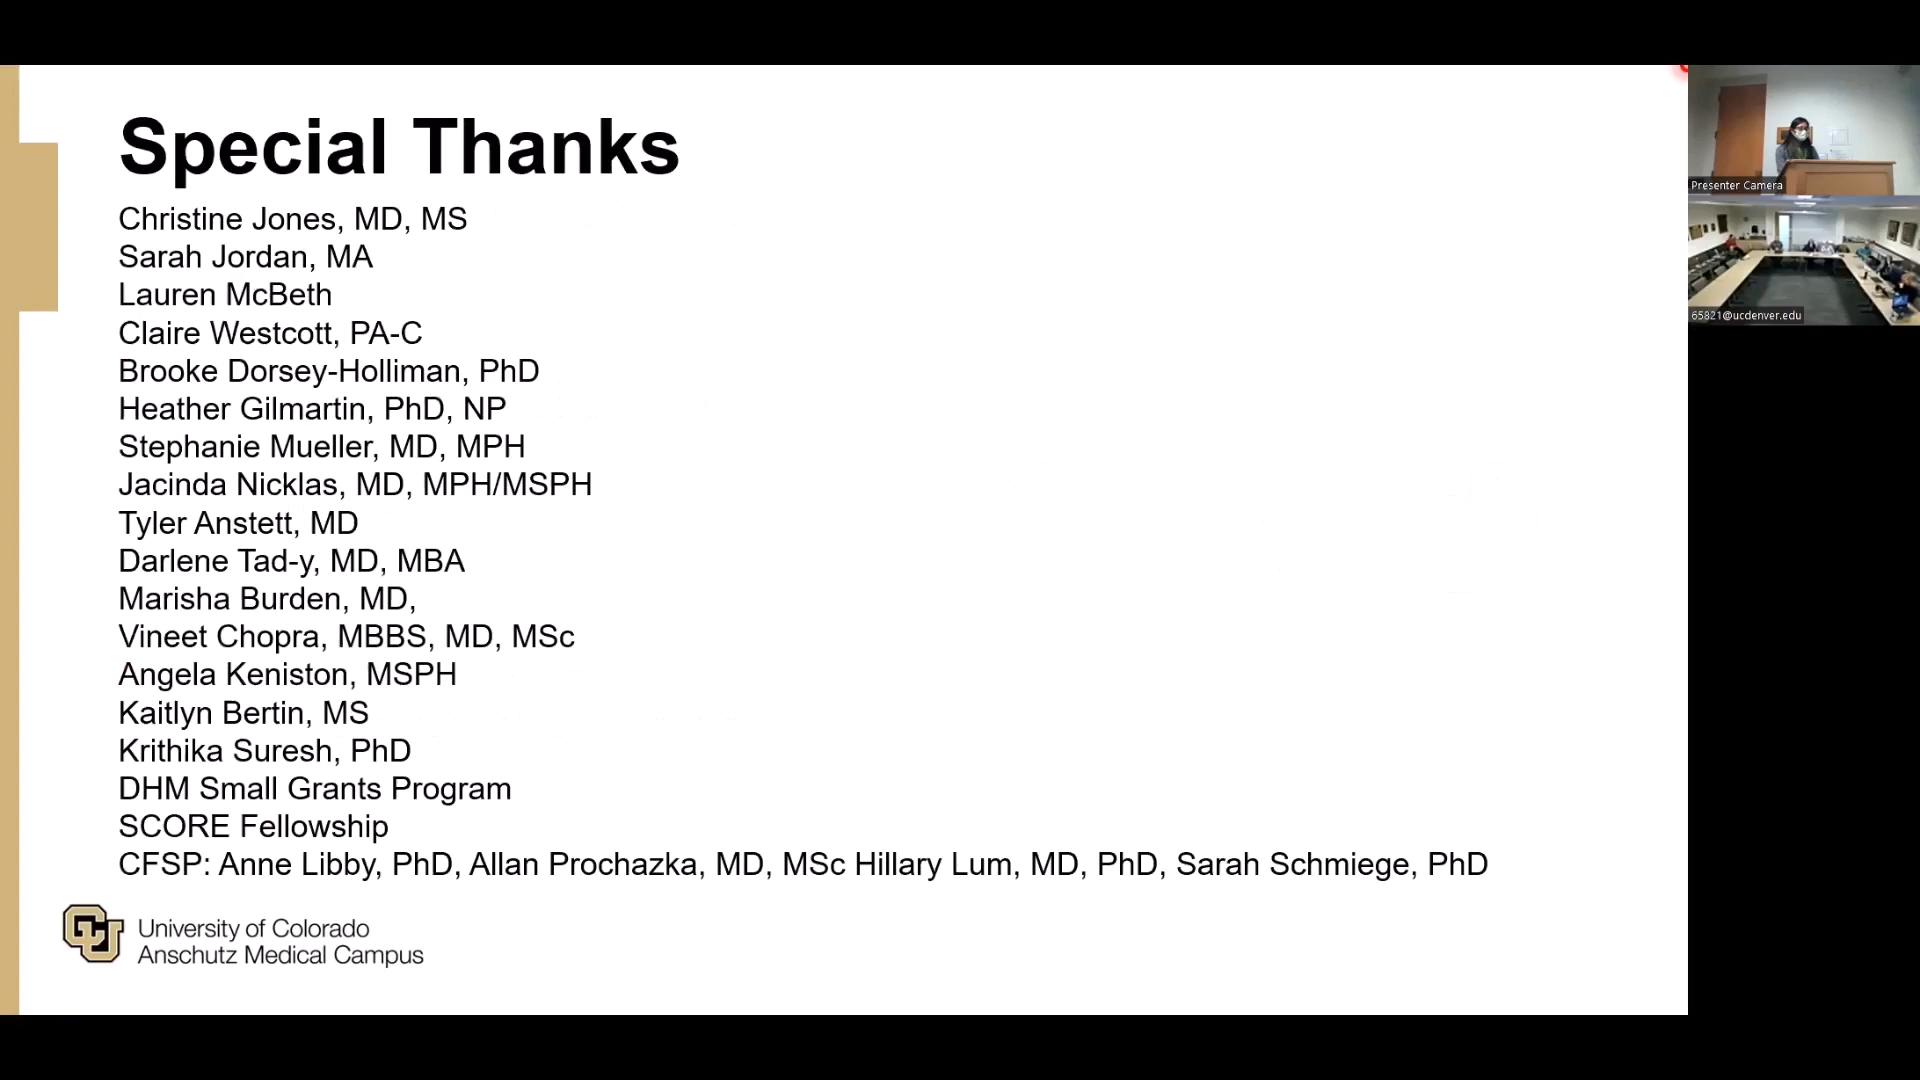 Special Thanks
Christine Jones, MD, MS
Sarah Jordan, MA
Lauren McBeth
Claire Westcott, PA-C
Brooke Dorsey-Holliman, PhD
Heather Gilmartin, PhD, NP
Stephanie Mueller, MD, MPH
Jacinda Nicklas, MD, MPH/MSPH
Tyler Anstett, MD
Darlene Tad-y, MD, MBA
Marisha Burden, MD,
Vineet Chopra, MBBS, MD, MSc
Angela Keniston, MSPH
Kaitlyn Bertin, MS
Krithika Suresh, PhD
DHM Small Grants Program
SCORE Fellowship
CFSP: Anne Libby, PhD, Allan Prochazka, MD, MSc Hillary Lum, MD, PhD, Sarah Schmiege, PhD
CU
University of Colorado
Anschutz Medical Campus
Presenter Camera
65821@ucdenver.edu